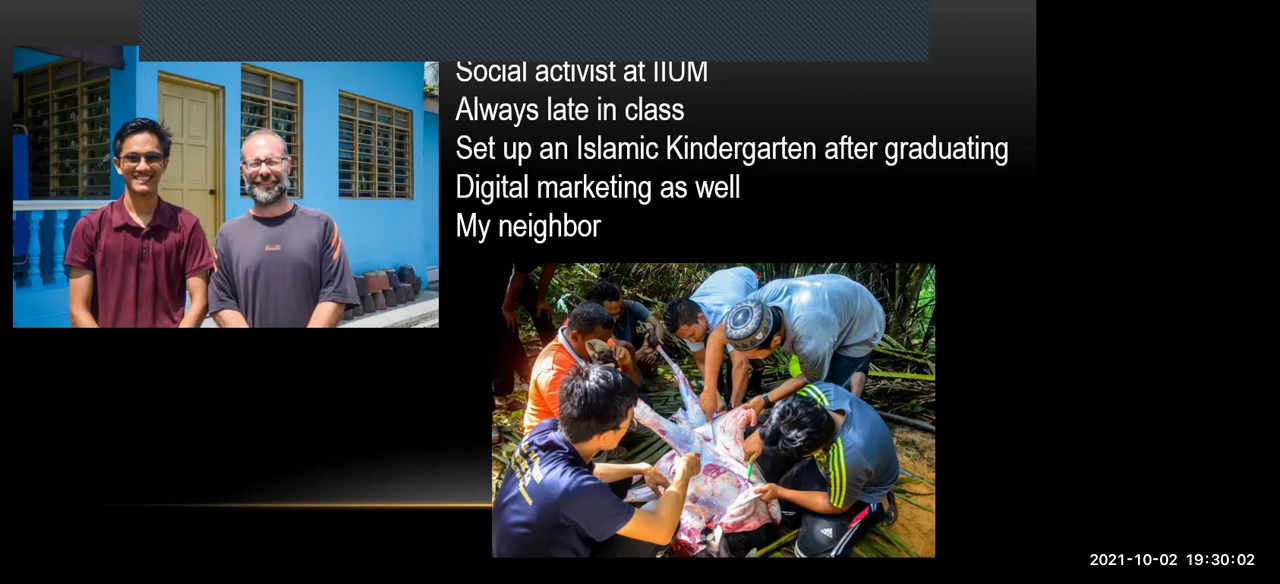 Social activist at IIUM
Always late in class
Set up an Islamic Kindergarten after graduating
Digital marketing as well
My neighbor
2021-10-02 19:30:02